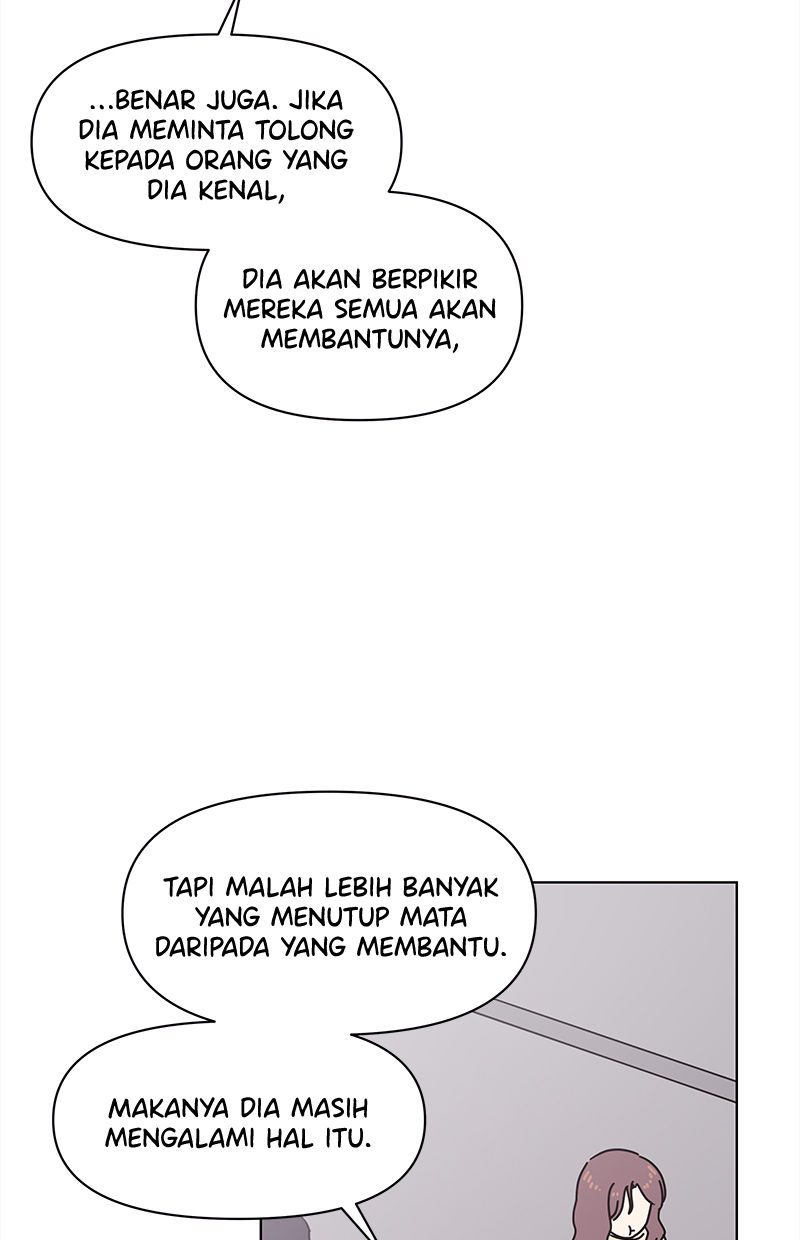 ...BENAR JUGA. JIKA
DIA MEMINTA TOLONG
KEPADA ORANG YANG
DIA KENAL,
DIA AKAN BERPIKIR
MEREKA SEMUA AKAN
MEMBANTUNYA,
TAPI MALAH LEBIH BANYAK
YANG MENUTUP MATA
DARIPADA YANG MEMBANTU.
MAKANYA DIA MASIH
MENGALAMI HAL ITU.